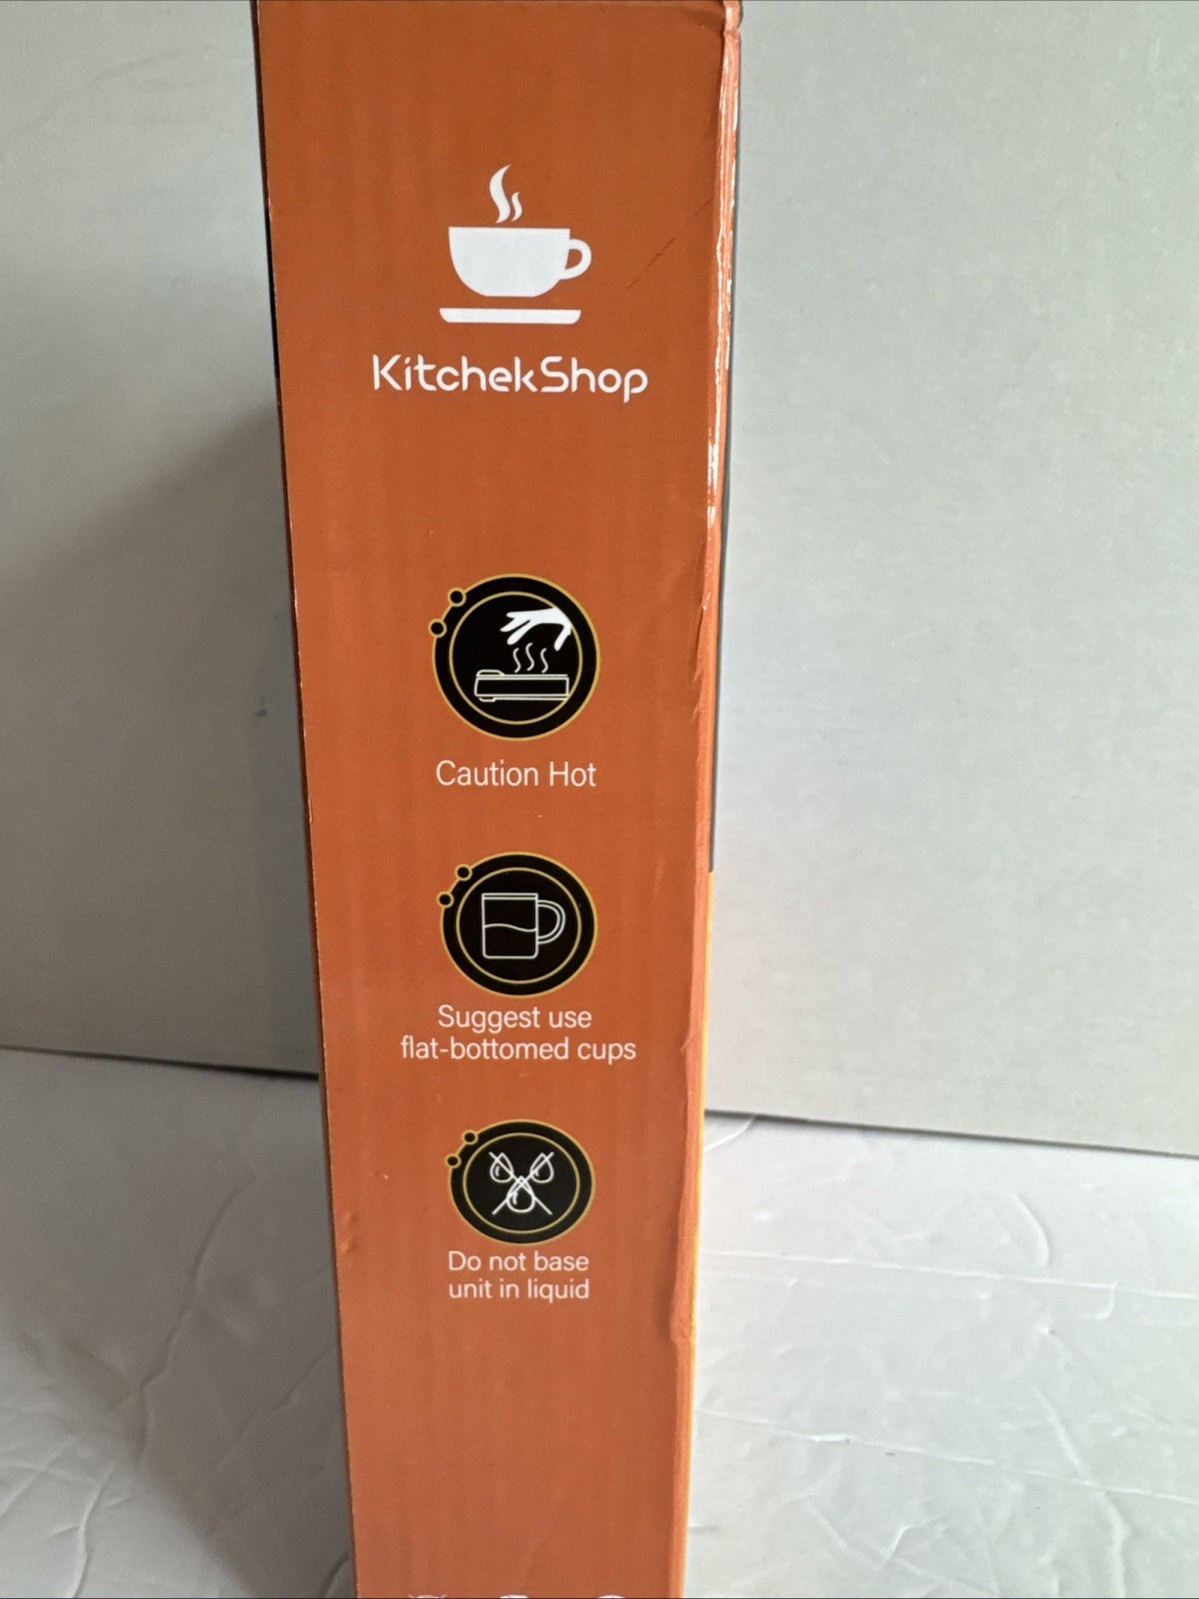 KitchekShop
Caution Hot
Suggest use
flat-bottomed cups
Do not base
unit in liquid